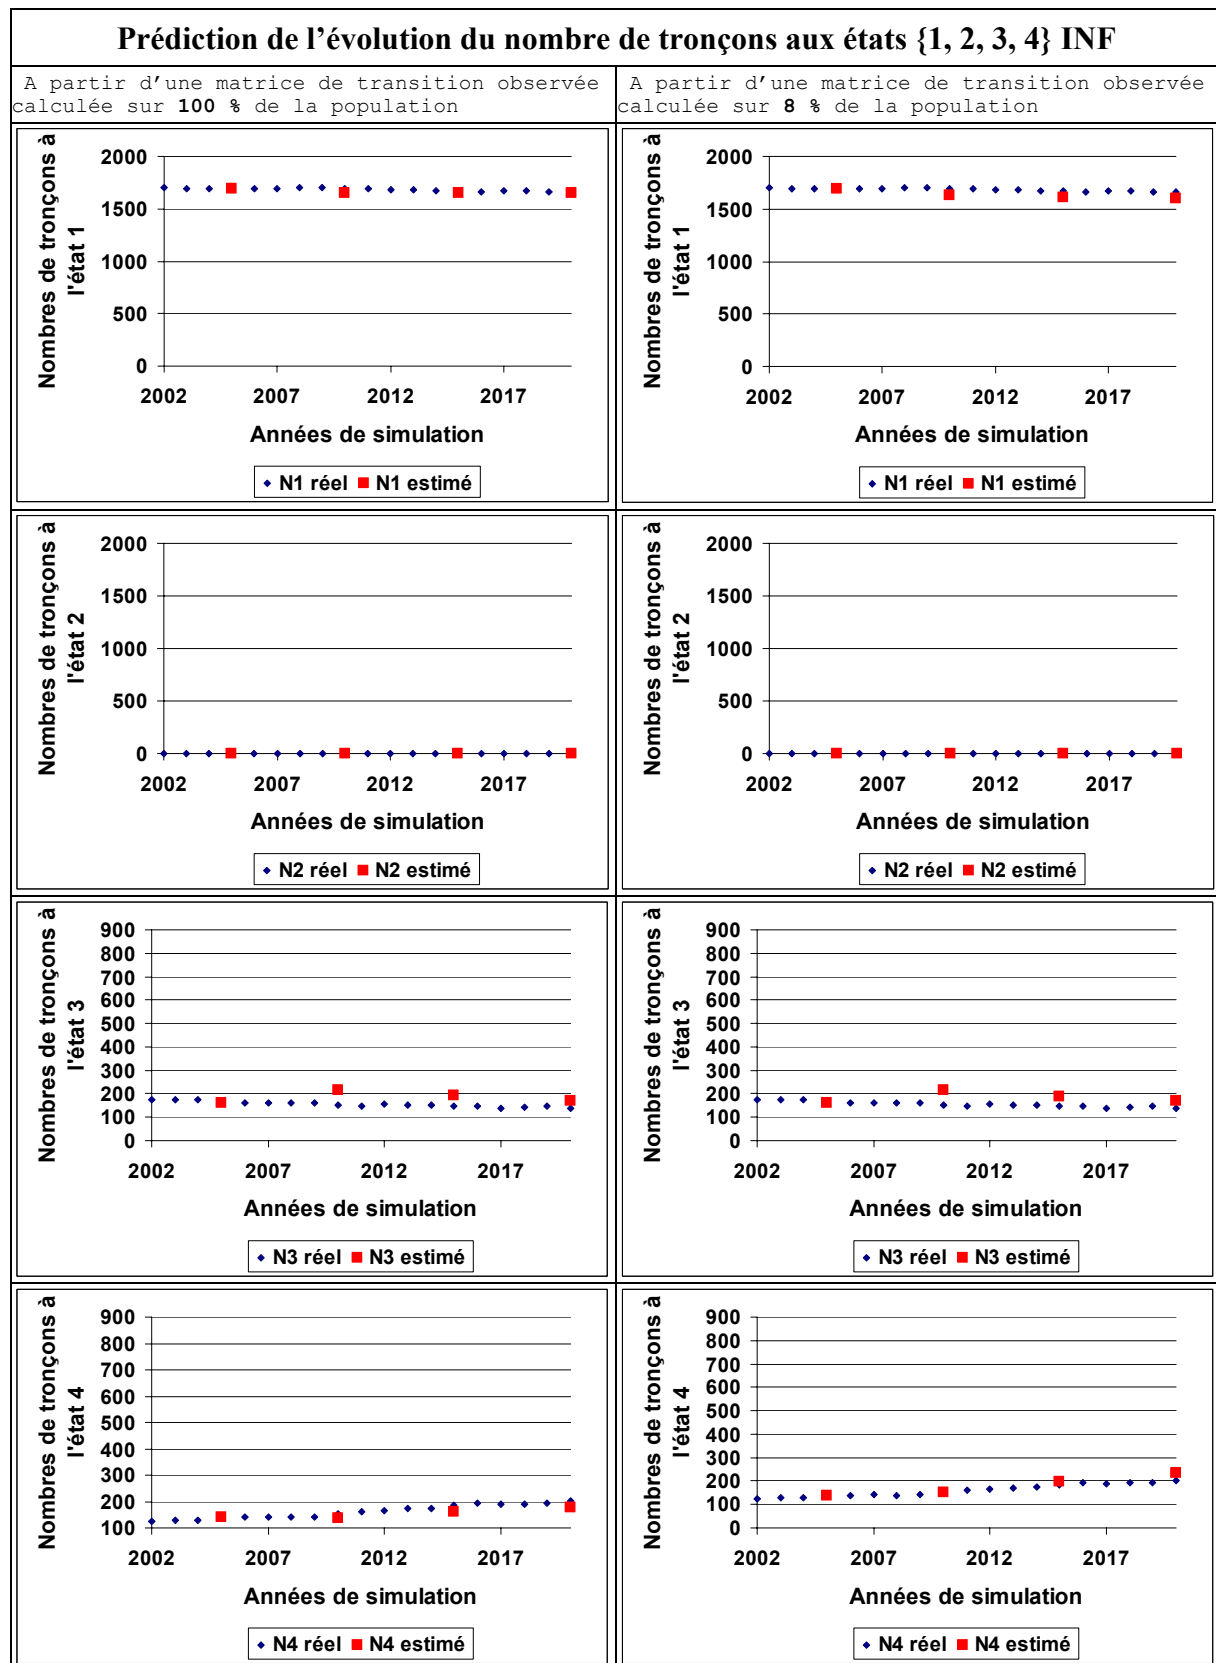 Prédiction de l’évolution du nombre de tronçons aux états {1, 2, 3, 4} INF
A partir d’une matrice de transition observée
calculée sur 100 % de la population
A partir d’une matrice de transition observée
calculée sur 8 % de la population
Nombres de tronçons à
l'état 1
2000
1500
1000
500
0
2002 2007 2012 2017
Années de simulation
N1 réel N1 estimé
Nombres de tronçons à
l'état 1
2000
1500
1000
500
0
2002 2007 2012 2017
Années de simulation
N1 réel N1 estimé
Nombres de tronçons à
l'état 2
2000
1500
1000
500
0
2002 2007 2012 2017
Années de simulation
N2 réel N2 estimé
Nombres de tronçons à
l'état 2
2000
1500
1000
500
0
2002 2007 2012 2017
Années de simulation
N2 réel N2 estimé
Nombres de tronçons à
l'état 3
900
800
700
600
500
400
300
200
100
0
2002 2007 2012 2017
Années de simulation
N3 réel N3 estimé
Nombres de tronçons à
l'état 3
900
800
700
600
500
400
300
200
100
0
2002 2007 2012 2017
Années de simulation
N3 réel N3 estimé
Nombres de tronçons à
l'état 4
900
800
700
600
500
400
300
200
100
2002 2007 2012 2017
Années de simulation
N4 réel N4 estimé
Nombres de tronçons à
l'état 4
900
800
700
600
500
400
300
200
100
0
2002 2007 2012 2017
Années de simulation
N4 réel N4 estimé